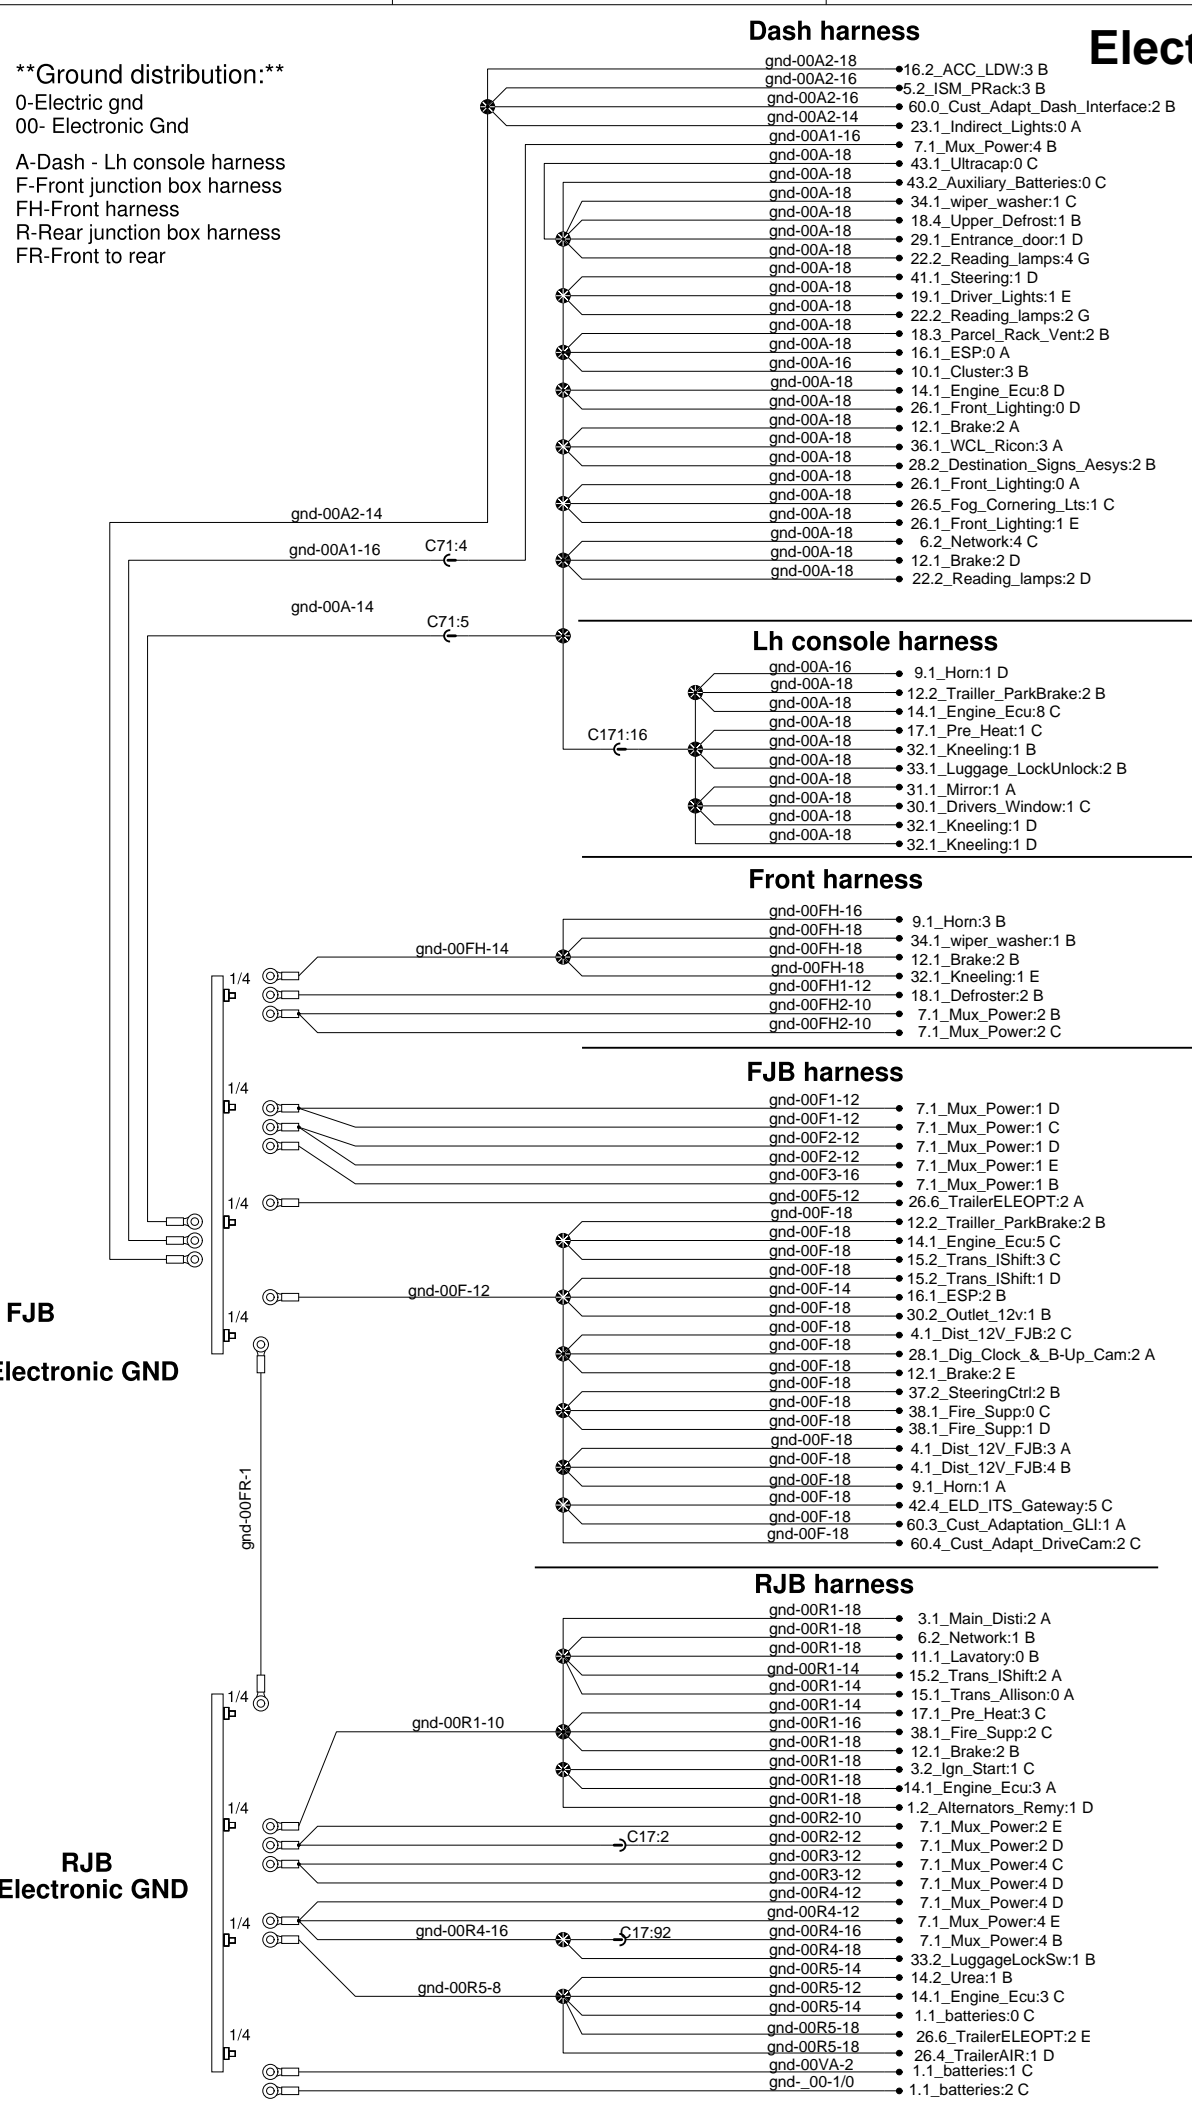 Dash harness
Elect
**Ground distribution:**
0-Electric gnd
00- Electronic Gnd
A-Dash - Lh console harness
F-Front junction box harness
FH-Front harness
R-Rear junction box harness
FR-Front to rear
gnd-00A2-18 16.2_ACC_LDW:3 B
gnd-00A2-16 5.2_ISM_PRack:3 B
gnd-00A2-16 60.0_Cust_Adapt_Dash_Interface:2 B
gnd-00A2-14 23.1_Indirect_Lights:0 A
gnd-00A1-16 7.1_Mux_Power:4 B
gnd-00A-18 43.1_Ultracap:0 C
gnd-00A-18 43.2_Auxiliary_Batteries:0 C
gnd-00A-18 34.1_wiper_washer:1 C
gnd-00A-18 18.4_Upper_Defrost:1 B
gnd-00A-18 29.1_Entrance_door:1 D
gnd-00A-18 22.2_Reading_lamps:4 G
gnd-00A-18 41.1_Steering:1 D
gnd-00A-18 19.1_Driver_Lights:1 E
gnd-00A-18 22.2_Reading_lamps:2 G
gnd-00A-18 18.3_Parcel_Rack_Vent:2 B
gnd-00A-18 16.1_ESP:0 A
gnd-00A-16 10.1_Cluster:3 B
gnd-00A-18 14.1_Engine_Ecu:8 D
gnd-00A-18 26.1_Front_Lighting:0 D
gnd-00A-18 12.1_Brake:2 A
gnd-00A-18 36.1_WCL_Ricon:3 A
gnd-00A-18 28.2_Destination_Signs_Aesys:2 B
gnd-00A-18 26.1_Front_Lighting:0 A
gnd-00A-18 26.5_Fog_Cornering_Lts:1 C
gnd-00A-18 26.1_Front_Lighting:1 E
gnd-00A-18 6.2_Network:4 C
gnd-00A-18 12.1_Brake:2 D
gnd-00A-18 22.2_Reading_lamps:2 D
gnd-00A2-14
gnd-00A1-16 C71:4
gnd-00A-14 C71:5
Lh console harness
gnd-00A-16 9.1_Horn:1 D
gnd-00A-18 12.2_Trailler_ParkBrake:2 B
gnd-00A-18 14.1_Engine_Ecu:8 C
gnd-00A-18 17.1_Pre_Heat:1 C
C171:16 gnd-00A-18 32.1_Kneeling:1 B
gnd-00A-18 33.1_Luggage_LockUnlock:2 B
gnd-00A-18 31.1_Mirror:1 A
gnd-00A-18 30.1_Drivers_Window:1 C
gnd-00A-18 32.1_Kneeling:1 D
gnd-00A-18 32.1_Kneeling:1 D
Front harness
gnd-00FH-16 9.1_Horn:3 B
gnd-00FH-18 34.1_wiper_washer:1 B
gnd-00FH-14 gnd-00FH-18 12.1_Brake:2 B
1/4 gnd-00FH-18 32.1_Kneeling:1 E
gnd-00FH1-12 18.1_Defroster:2 B
gnd-00FH2-10 7.1_Mux_Power:2 B
gnd-00FH2-10 7.1_Mux_Power:2 C
FJB harness
1/4 gnd-00F1-12 7.1_Mux_Power:1 D
gnd-00F1-12 7.1_Mux_Power:1 C
gnd-00F2-12 7.1_Mux_Power:1 D
gnd-00F2-12 7.1_Mux_Power:1 E
gnd-00F3-16 7.1_Mux_Power:1 B
1/4 gnd-00F5-12 26.6_TrailerELEOPT:2 A
gnd-00F-18 12.2_Trailler_ParkBrake:2 B
gnd-00F-18 14.1_Engine_Ecu:5 C
gnd-00F-18 15.2_Trans_IShift:3 C
gnd-00F-18 15.2_Trans_IShift:1 D
gnd-00F-12 gnd-00F-14 16.1_ESP:2 B
FJB 1/4 gnd-00F-18 30.2_Outlet_12v:1 B
gnd-00F-18 4.1_Dist_12V_FJB:2 C
gnd-00F-18 28.1_Dig_Clock_&_B-Up_Cam:2 A
Electronic GND gnd-00F-18 12.1_Brake:2 E
gnd-00F-18 37.2_SteeringCtrl:2 B
gnd-00F-18 38.1_Fire_Supp:0 C
gnd-00F-18 38.1_Fire_Supp:1 D
gnd-00F-18 4.1_Dist_12V_FJB:3 A
gnd-00F-18 4.1_Dist_12V_FJB:4 B
gnd-00F-18 9.1_Horn:1 A
gnd-00FR-1 gnd-00F-18 42.4_ELD_ITS_Gateway:5 C
gnd-00F-18 60.3_Cust_Adaptation_GLI:1 A
gnd-00F-18 60.4_Cust_Adapt_DriveCam:2 C
RJB harness
gnd-00R1-18 3.1_Main_Disti:2 A
gnd-00R1-18 6.2_Network:1 B
gnd-00R1-18 11.1_Lavatory:0 B
gnd-00R1-14 15.2_Trans_IShift:2 A
1/4 gnd-00R1-14 15.1_Trans_Allison:0 A
gnd-00R1-14 17.1_Pre_Heat:3 C
gnd-00R1-10 gnd-00R1-16 38.1_Fire_Supp:2 C
gnd-00R1-18 12.1_Brake:2 B
gnd-00R1-18 3.2_Ign_Start:1 C
gnd-00R1-18 14.1_Engine_Ecu:3 A
1/4 gnd-00R1-18 1.2_Alternators_Remy:1 D
gnd-00R2-10 7.1_Mux_Power:2 E
C17:2 gnd-00R2-12 7.1_Mux_Power:2 D
RJB gnd-00R3-12 7.1_Mux_Power:4 C
Electronic GND gnd-00R3-12 7.1_Mux_Power:4 D
gnd-00R4-12 7.1_Mux_Power:4 D
1/4 gnd-00R4-12 7.1_Mux_Power:4 E
gnd-00R4-16 C17:92 gnd-00R4-16 7.1_Mux_Power:4 B
gnd-00R4-18 33.2_LuggageLockSw:1 B
gnd-00R5-14 14.2_Urea:1 B
gnd-00R5-8 gnd-00R5-12 14.1_Engine_Ecu:3 C
gnd-00R5-14 1.1_batteries:0 C
1/4 gnd-00R5-18 26.6_TrailerELEOPT:2 E
gnd-00R5-18 26.4_TrailerAIR:1 D
gnd-00VA-2 1.1_batteries:1 C
gnd-_00-1/0 1.1_batteries:2 C